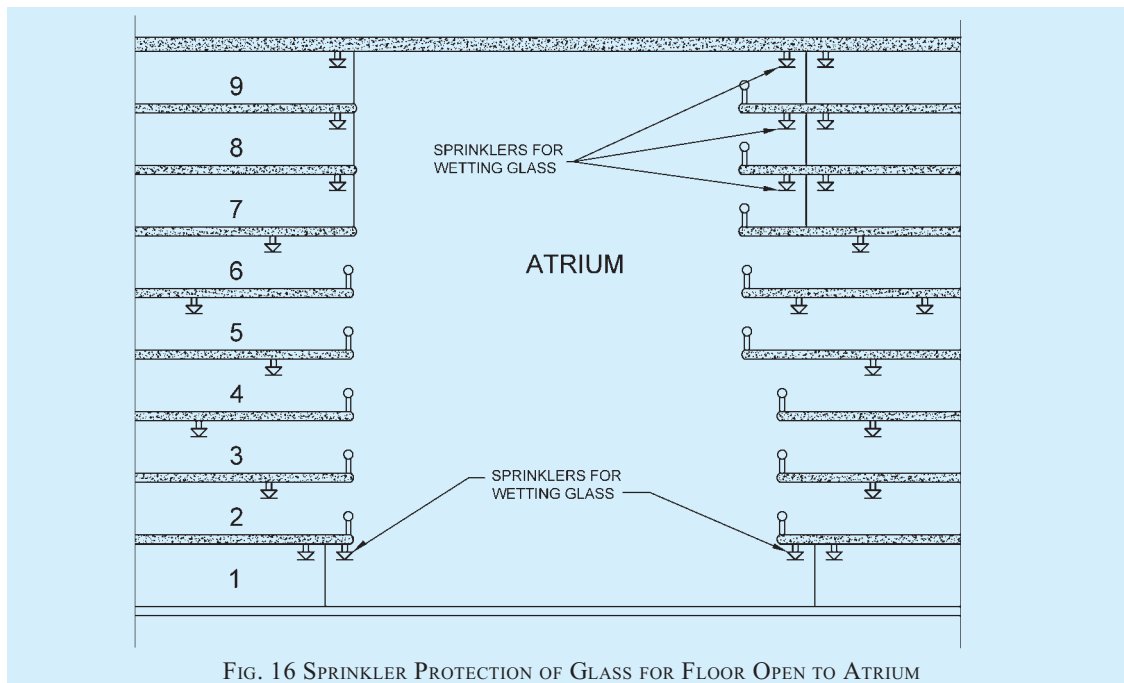 9
SPRINKLERS FOR
WETTING GLASS
8
7
ATRIUM
6
5
4
3
SPRINKLERS FOR
WETTING GLASS
2
1
FIG. 16 SPRINKLER PROTECTION OF GLASS FOR FLOOR OPEN TO ATRIUM